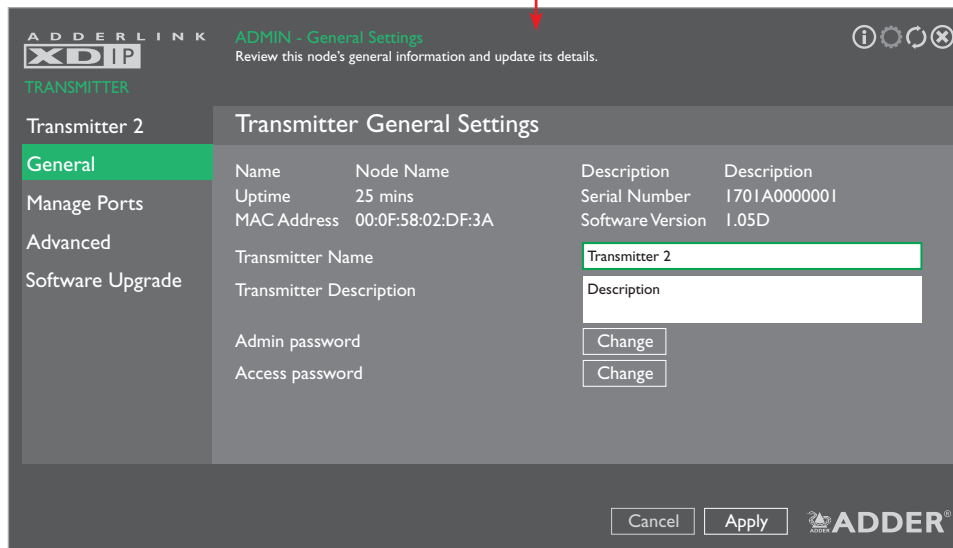 ADDERLINK
XDIP
TRANSMITTER
ADMIN - General Settings
Review this node's general information and update its details.
i
Transmitter 2
General
Manage Ports
Advanced
Software Upgrade
Transmitter General Settings
Name Node Name Description Description
Uptime 25 mins Serial Number 1701A0000001
MAC Address 00:0F:58:02:DF:3A Software Version 1.05D
Transmitter Name Transmitter 2
Transmitter Description Description
Admin password Change
Access password Change
Cancel Apply ADDER ADDER®